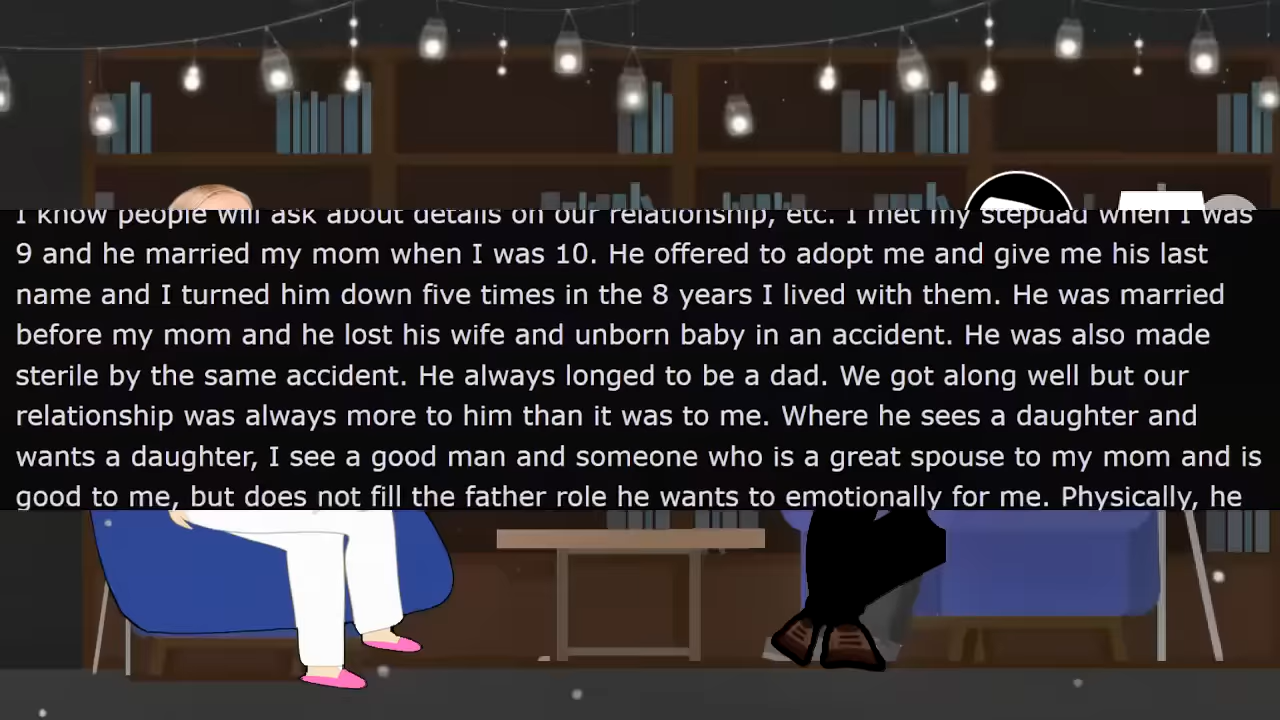 I know people will ask about details on our relationship, etc. I met my stepdad when I was
9 and he married my mom when I was 10. He offered to adopt me and give me his last
name and I turned him down five times in the 8 years I lived with them. He was married
before my mom and he lost his wife and unborn baby in an accident. He was also made
sterile by the same accident. He always longed to be a dad. We got along well but our
relationship was always more to him than it was to me. Where he sees a daughter and
wants a daughter, I see a good man and someone who is a great spouse to my mom and is
good to me, but does not fill the father role he wants to emotionally for me. Physically, he